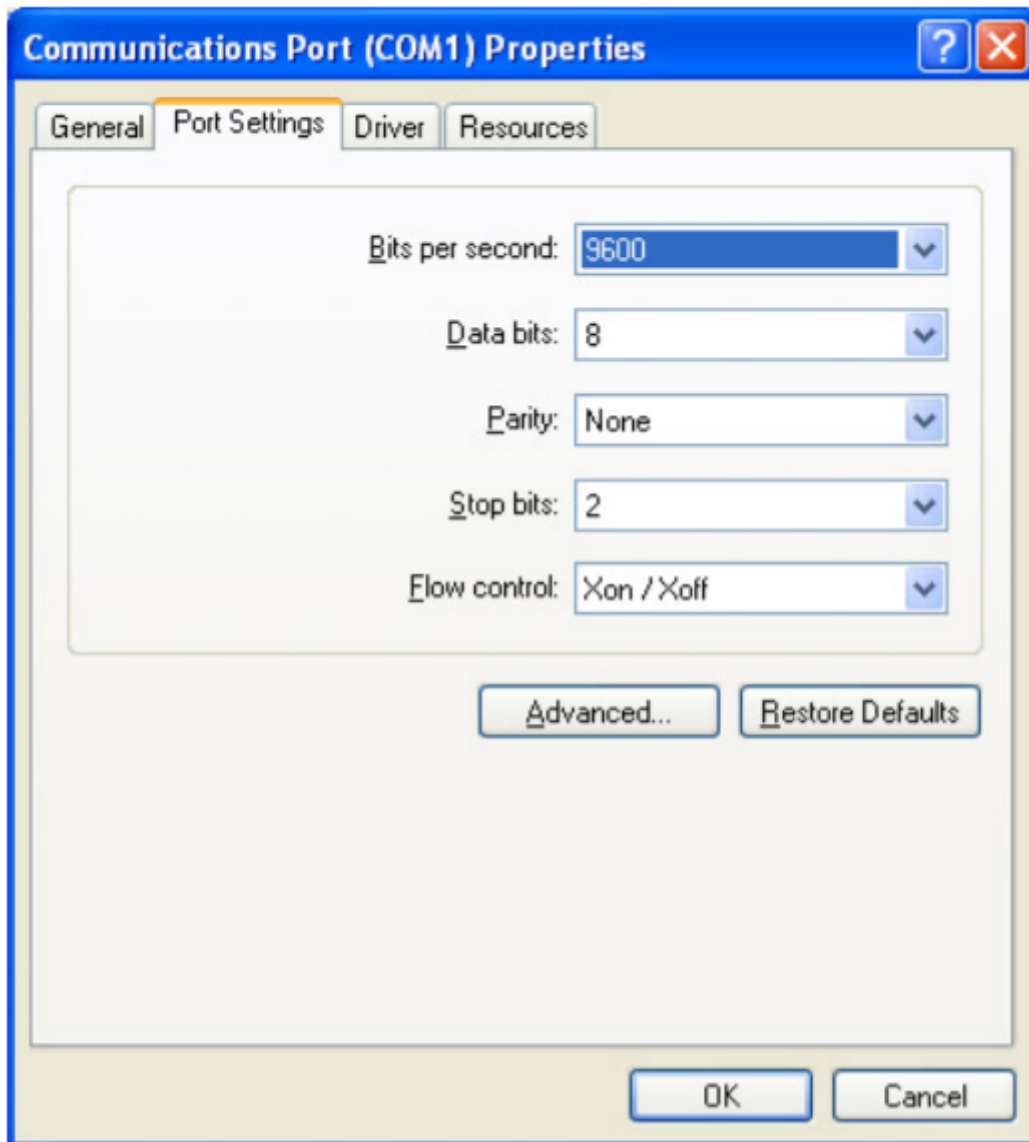 Communications Port (COM1) Properties
General Port Settings Driver Resources
Bits per second: 9600
Data bits: 8
Parity: None
Stop bits: 2
Flow control: Xon / Xoff
Advanced... Restore Defaults
OK Cancel